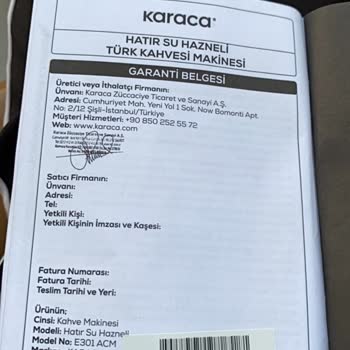 karaca®
HATIR SU HAZNELİ
TÜRK KAHVESİ MAKİNESİ
GARANTİ BELGESİ
Üretici veya İthalatçı Firmanın:
Ünvanı: Karaca Züccaciye Ticaret ve Sanayi A.Ş.
Adresi: Cumhuriyet Mah. Yeni Yol 1 Sok. Now Bomonti Apt.
No: 2/12 Şişli-İstanbul/Türkiye
Müşteri Hizmetleri: +90 850 252 55 72
Web: www.karaca.com
Satıcı Firmanın:
Ünvanı:
Adresi:
Tel:
Yetkili Kişi:
Yetkili Kişinin İmzası ve Kaşesi:
Fatura Numarası:
Fatura Tarihi:
Teslim Tarihi ve Yeri:
Ürünün;
Cinsi: Kahve Makinesi
Modeli: Hatır Su Hazneli
Model No: E301 ACM